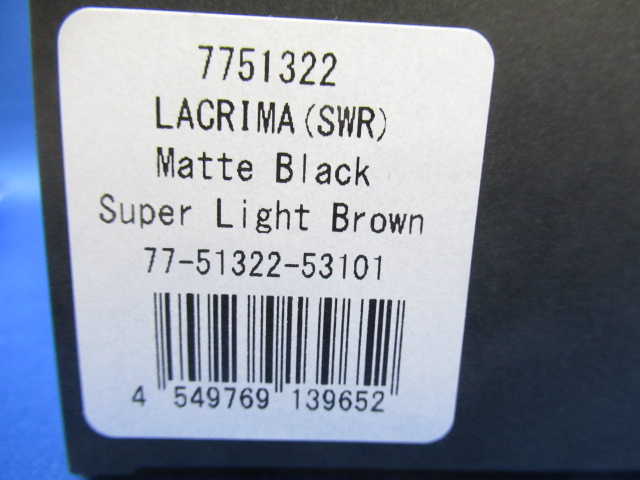 7751322
LACRIMA(SWR)
Matte Black
Super Light Brown
77-51322-53101
4 549769 139652